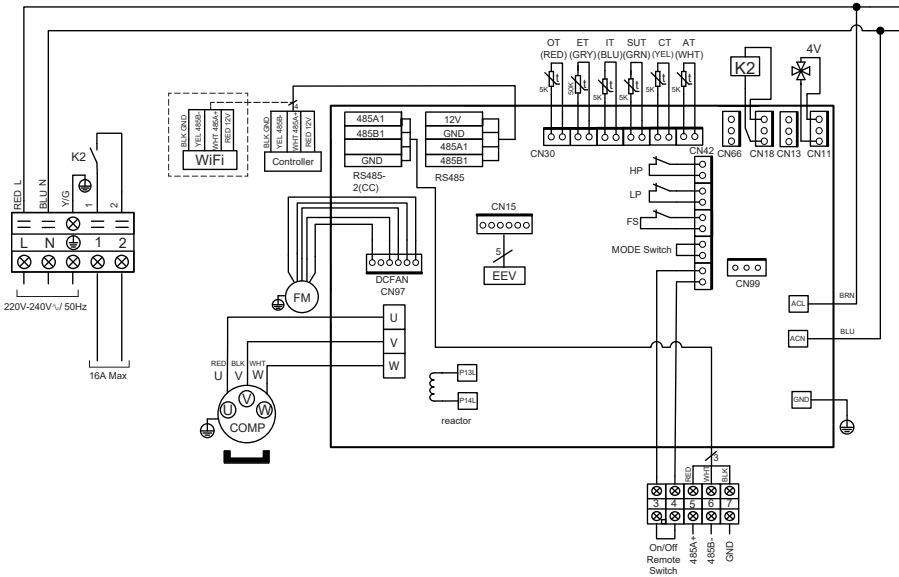 OT ET IT SUT CT AT
(RED) (GRY) (BLU) (GRN) (YEL) (WHT)
5K 50K 5K 5K 5K 5K
K2
4V
CN30
CN42
CN66
CN18
CN13
CN11
BLK GND
YEL 485B-
WHT 485A+
RED 12V
WiFi
4
BLK GND
YEL 485B-
WHT 485A+
RED 12V
Controller
485A1
485B1
GND
RS485-
2(CC)
12V
GND
485A1
485B1
RS485
HP
LP
FS
MODE Switch
CN99
CN15
5
EEV
DCFAN
CN97
FM
K2
RED L
BLU N
Y/G
1
2
L N 1 2
220V-240V∿/ 50Hz
16A Max
U
V
W
RED BLK WHT
U V W
U V W
COMP
P13L
P14L
reactor
ACL
BRN
ACN
BLU
GND
3
RED
WHT
BLK
3 4 5 6 7
On/Off
Remote
Switch
485A+
485B-
GND